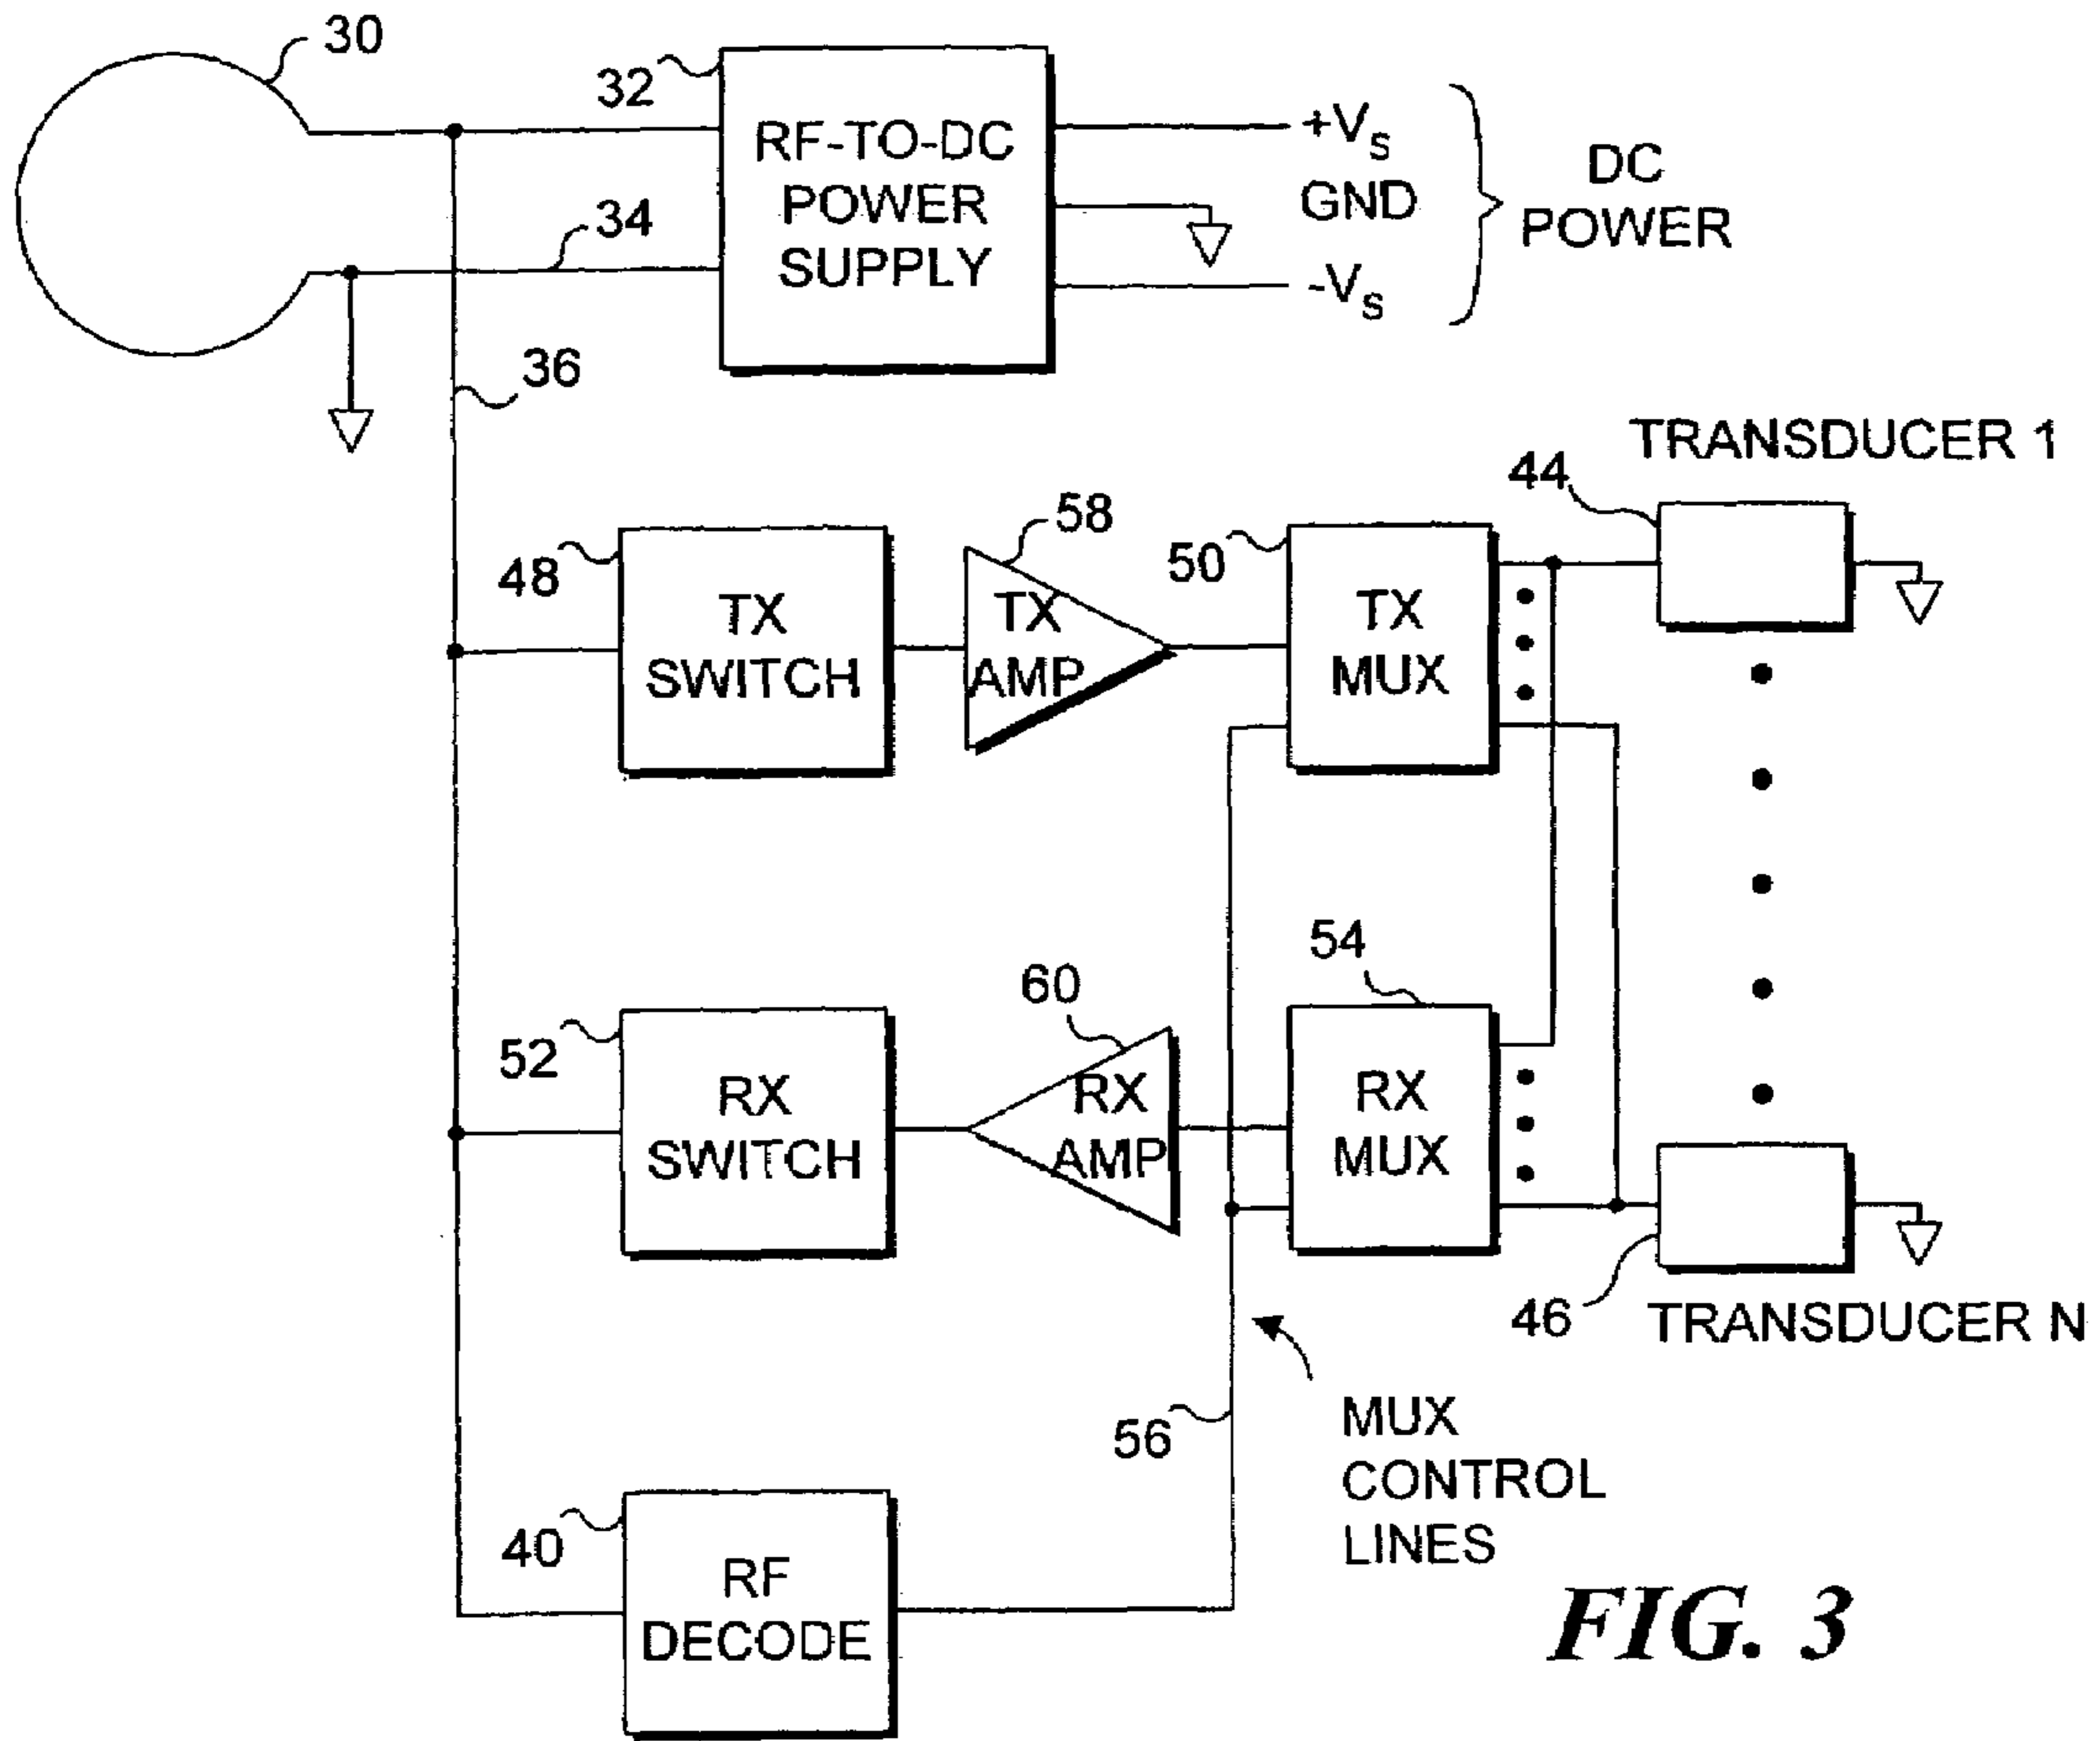 30
32
RF-TO-DC
POWER
SUPPLY
+VS
GND
-VS
DC
POWER
34
36
TRANSDUCER 1
44
48
TX
SWITCH
58
TX
AMP
50
TX
MUX
52
RX
SWITCH
60
RX
AMP
54
RX
MUX
46
TRANSDUCER N
56
MUX
CONTROL
LINES
40
RF
DECODE
FIG. 3